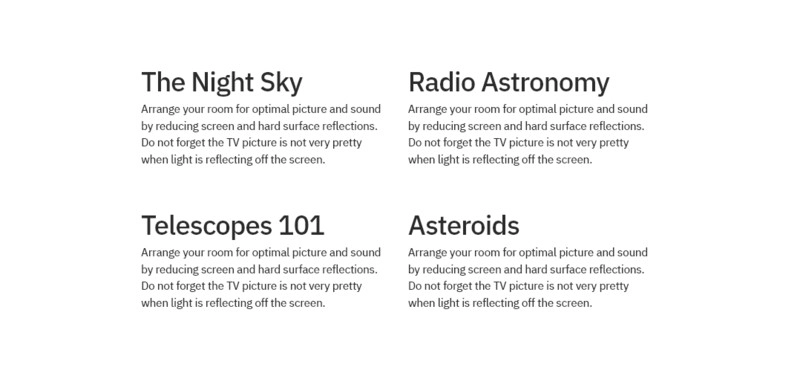 The Night Sky
Arrange your room for optimal picture and sound
by reducing screen and hard surface reflections.
Do not forget the TV picture is not very pretty
when light is reflecting off the screen.
Radio Astronomy
Arrange your room for optimal picture and sound
by reducing screen and hard surface reflections.
Do not forget the TV picture is not very pretty
when light is reflecting off the screen.
Telescopes 101
Arrange your room for optimal picture and sound
by reducing screen and hard surface reflections.
Do not forget the TV picture is not very pretty
when light is reflecting off the screen.
Asteroids
Arrange your room for optimal picture and sound
by reducing screen and hard surface reflections.
Do not forget the TV picture is not very pretty
when light is reflecting off the screen.